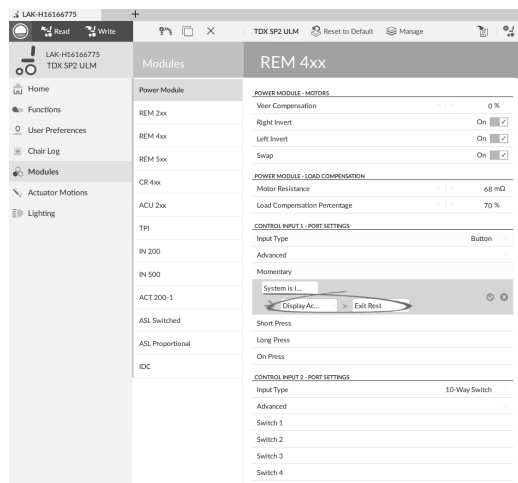 LAK-H16166775
+
Read
Write
TDX SP2 ULM
Reset to Default
Manage
LAK-H16166775
TDX SP2 ULM
Home
Functions
User Preferences
Chair Log
Modules
Actuator Motions
Lighting
Modules
Power Module
REM 2xx
REM 4xx
REM 5xx
CR 4xx
ACU 2xx
TPI
IN 200
IN 500
ACT 200-1
ASL Switched
ASL Proportional
IDC
REM 4xx
POWER MODULE - MOTORS
Veer Compensation - + 0 %
Right Invert On
Left Invert On
Swap On
POWER MODULE - LOAD COMPENSATION
Motor Resistance - + 68 mΩ
Load Compensation Percentage - + 70 %
CONTROL INPUT 1 - PORT SETTINGS
Input Type Button
Advanced
Momentary
System is i...
Display Ac... > Exit Rest
Short Press
Long Press
On Press
CONTROL INPUT 2 - PORT SETTINGS
Input Type 10-Way Switch
Advanced
Switch 1
Switch 2
Switch 3
Switch 4